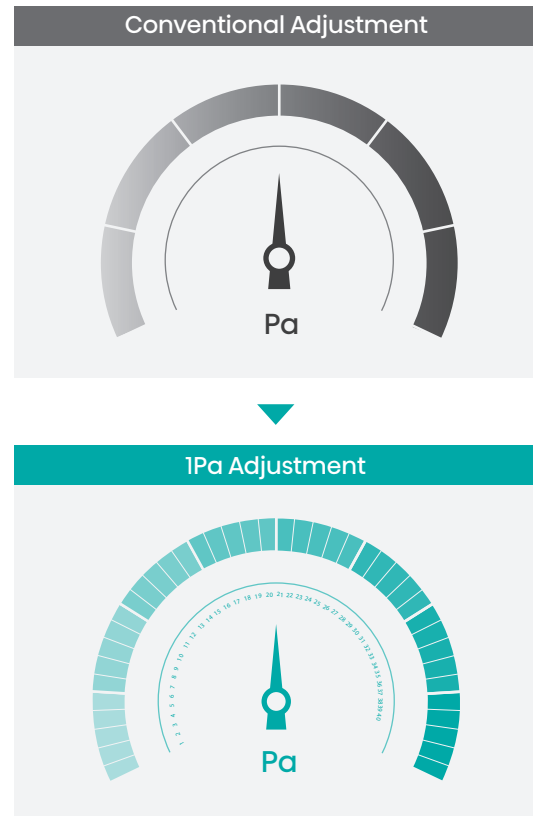 Conventional Adjustment
Pa
1Pa Adjustment
1 2 3 4 5 6 7 8 9 10 11 12 13 14 15 16 17 18 19 20 21 22 23 24 25 26 27 28 29 30 31 32 33 34 35 36 37 38 39 40
Pa